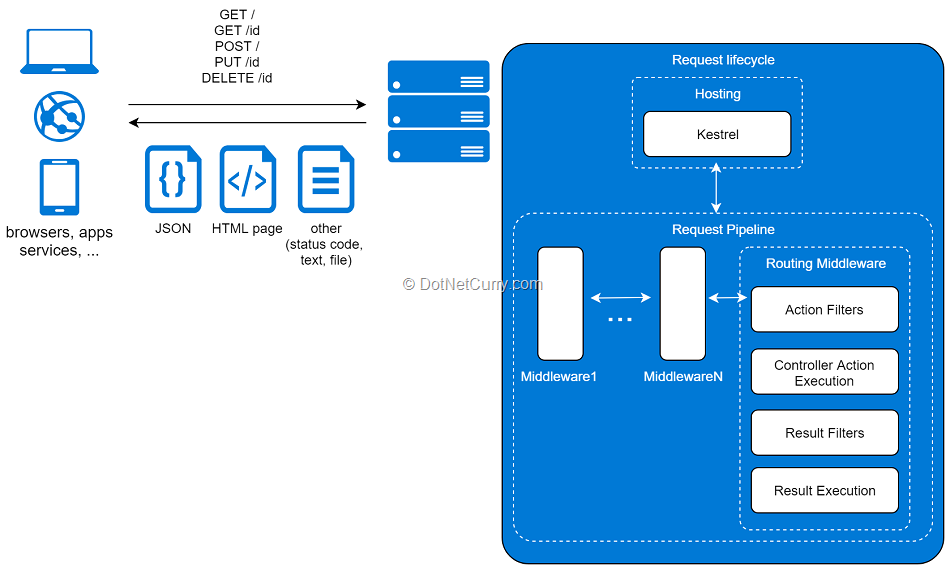 GET /
GET /id
POST /
PUT /id
DELETE /id
browsers, apps
services, ...
{}
JSON
</>
HTML page
other
(status code,
text, file)
© DotNetCurry.com
Request lifecycle
Hosting
Kestrel
Request Pipeline
Middleware1
...
MiddlewareN
Routing Middleware
Action Filters
Controller Action
Execution
Result Filters
Result Execution